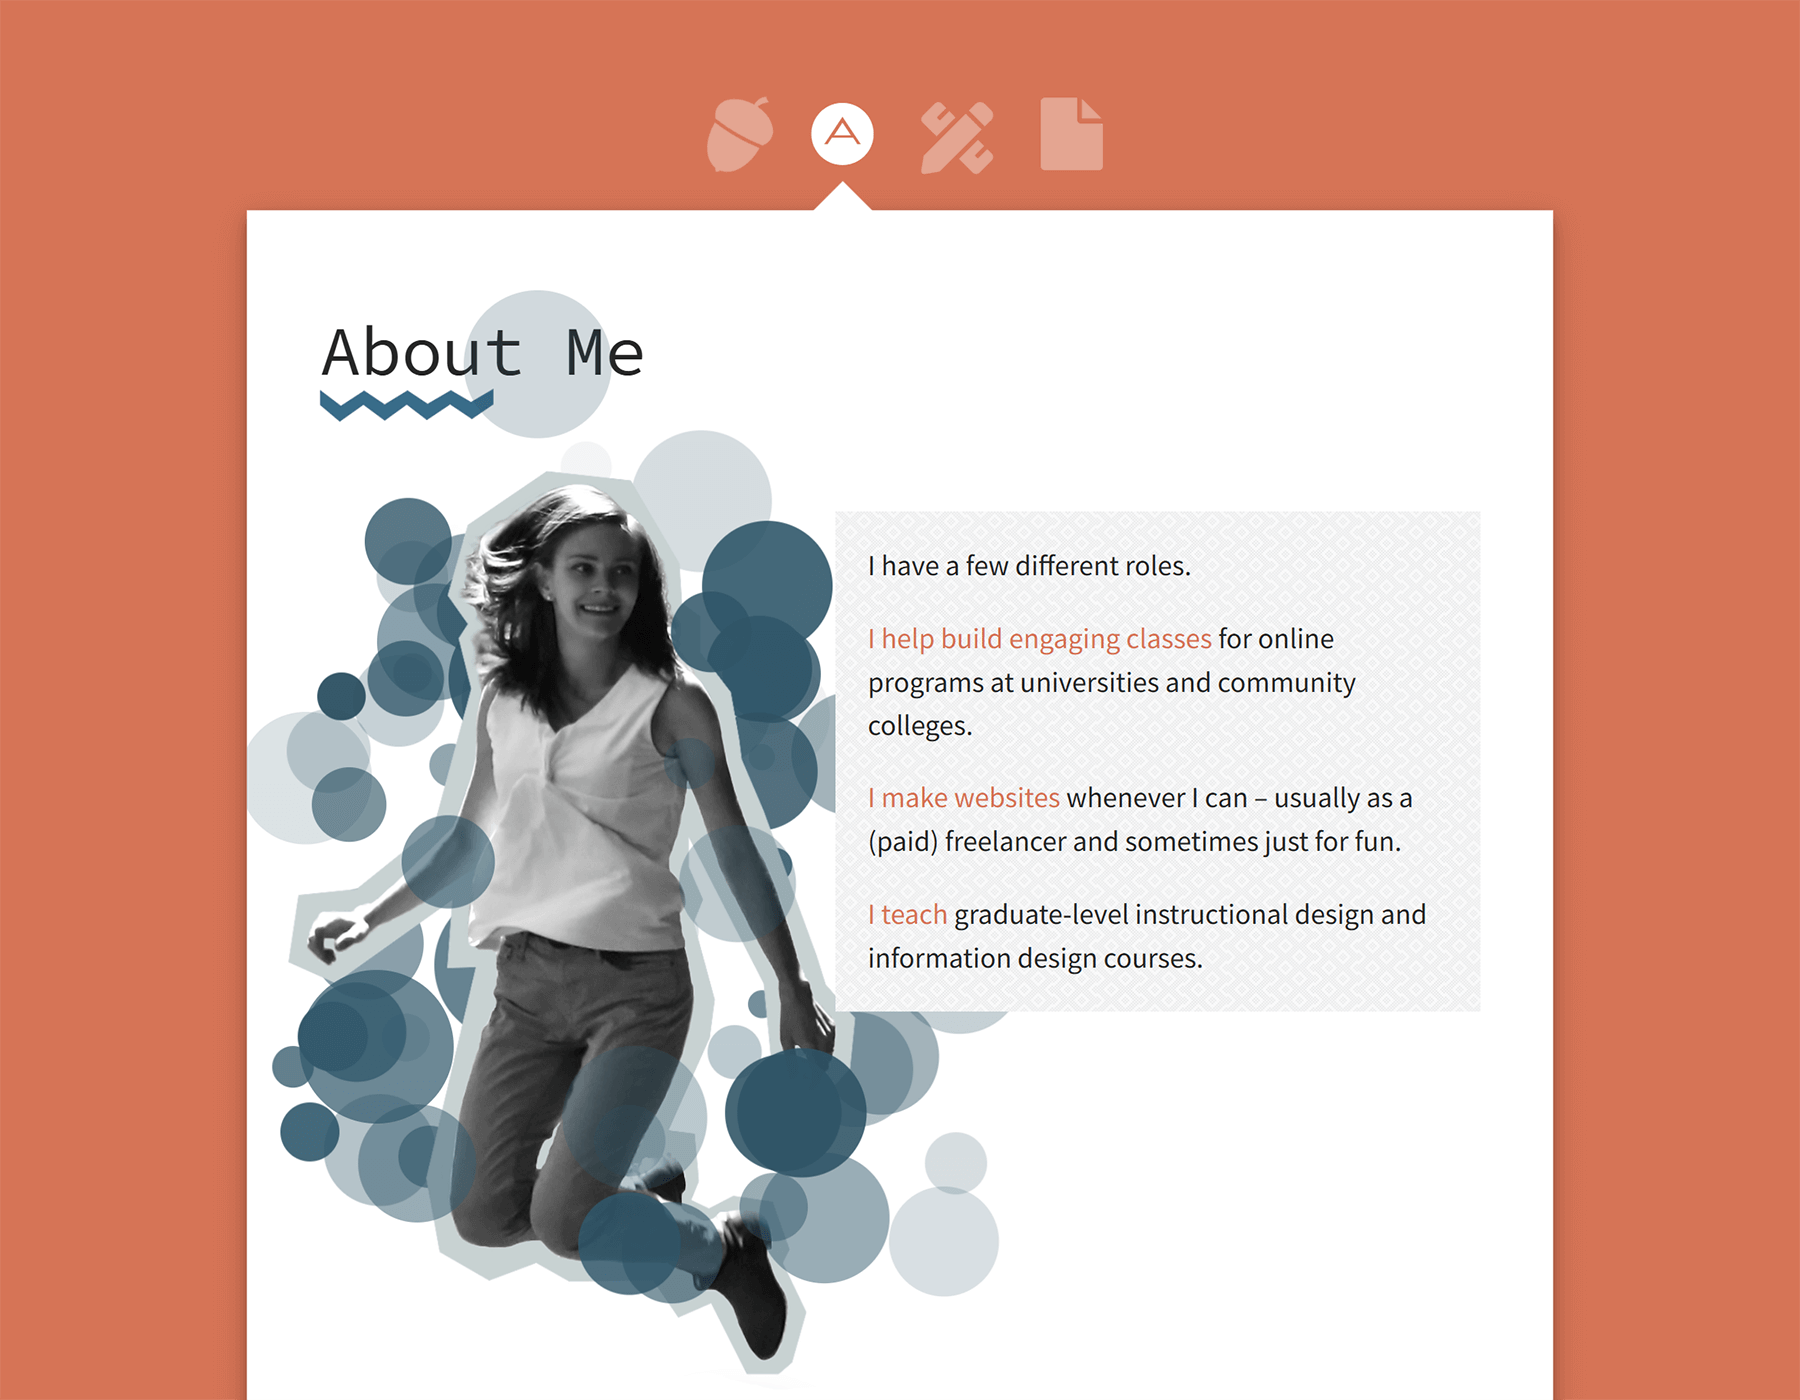 A
About Me
I have a few different roles.
I help build engaging classes for online
programs at universities and community
colleges.
I make websites whenever I can – usually as a
(paid) freelancer and sometimes just for fun.
I teach graduate-level instructional design and
information design courses.